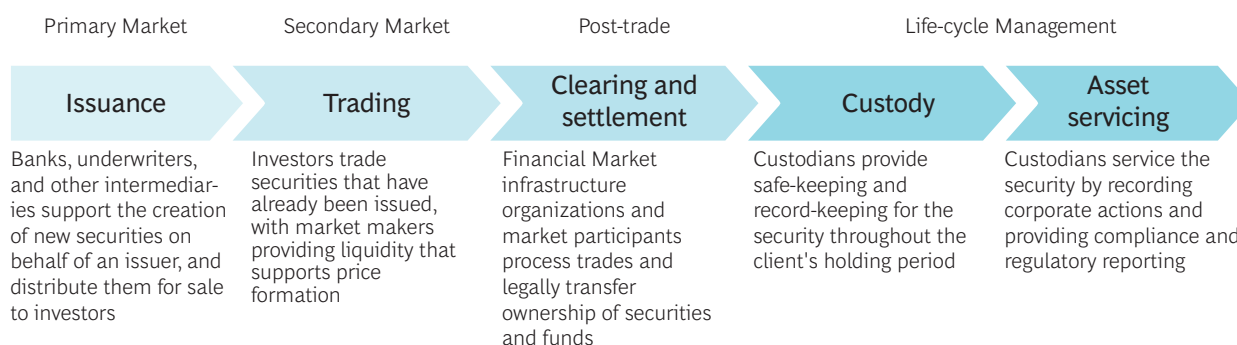 Primary Market
Secondary Market
Post-trade
Life-cycle Management
Issuance
Trading
Clearing and
settlement
Custody
Asset
servicing
Banks, underwriters,
and other intermediar-
ies support the creation
of new securities on
behalf of an issuer, and
distribute them for sale
to investors
Investors trade
securities that have
already been issued,
with market makers
providing liquidity that
supports price
formation
Financial Market
infrastructure
organizations and
market participants
process trades and
legally transfer
ownership of securities
and funds
Custodians provide
safe-keeping and
record-keeping for the
security throughout the
client's holding period
Custodians service the
security by recording
corporate actions and
providing compliance and
regulatory reporting